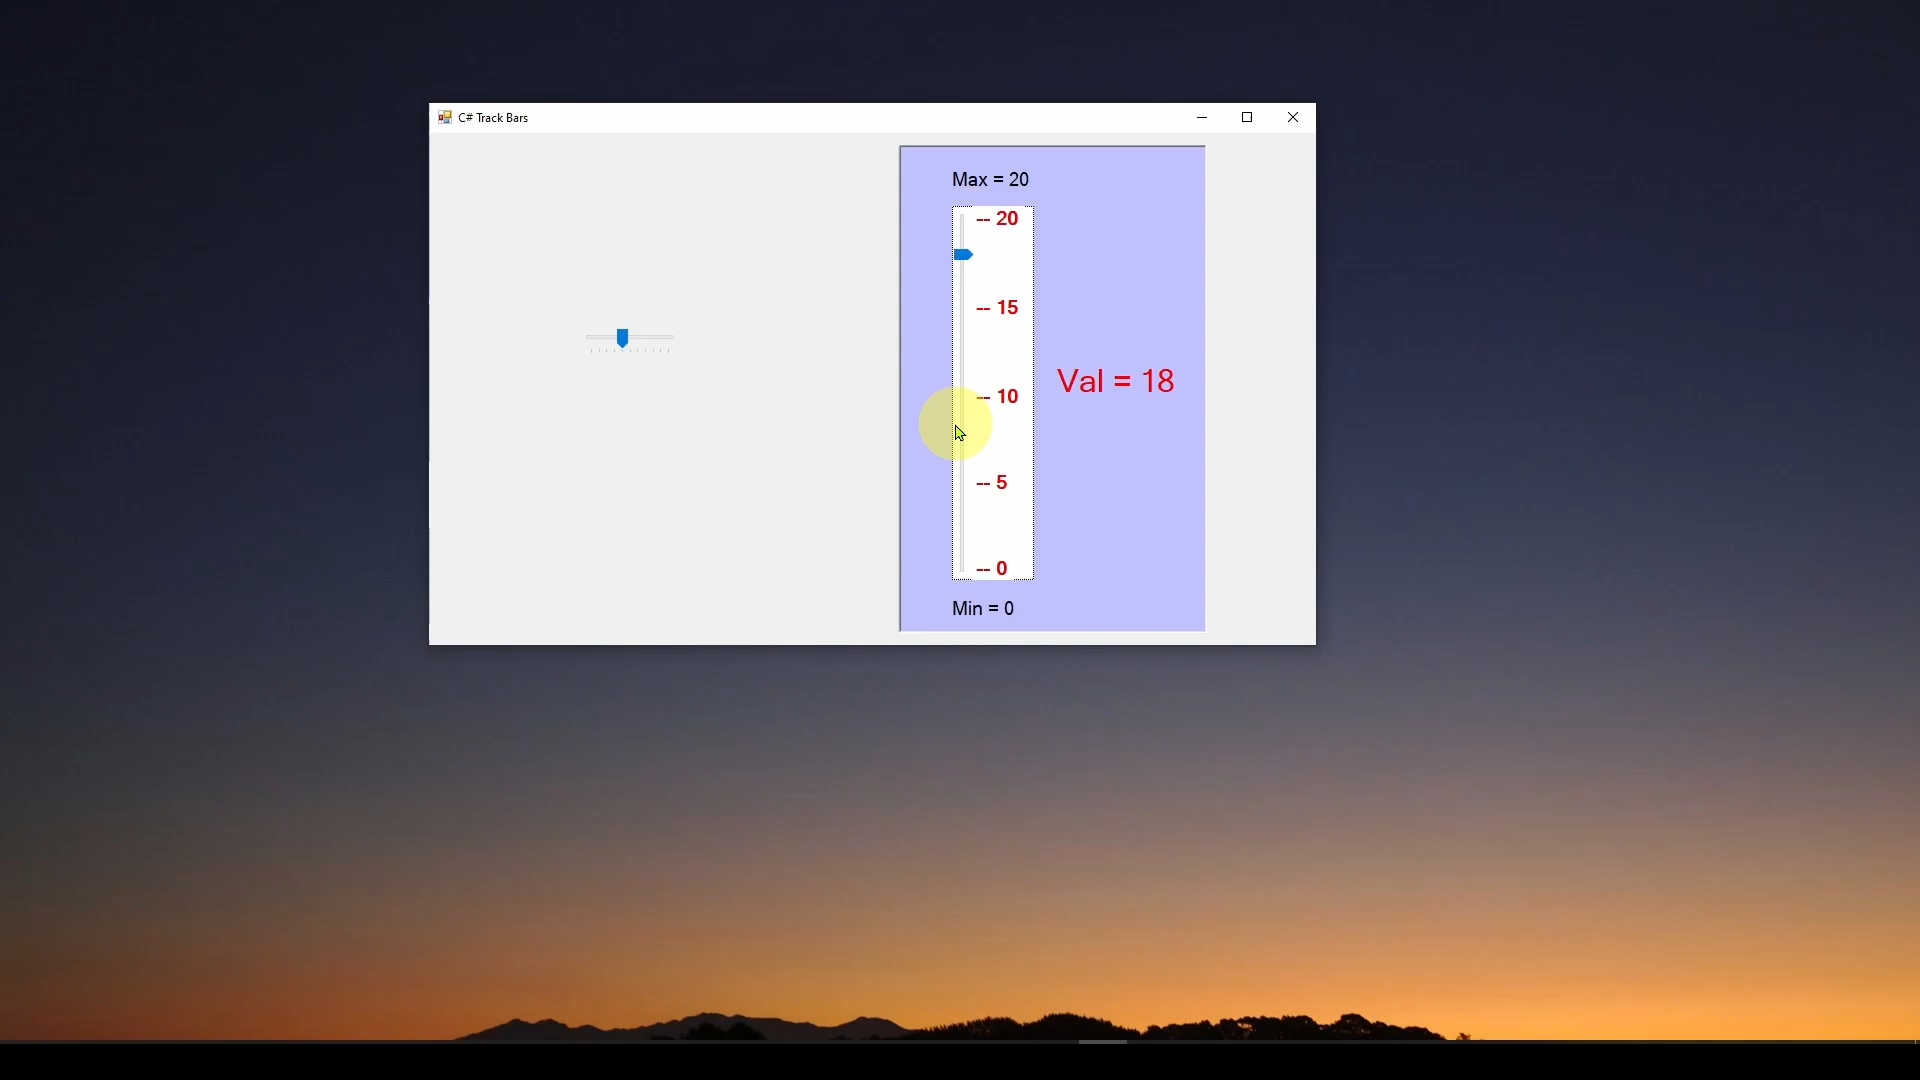 C# Track Bars
Max = 20
-- 20
-- 15
Val = 18
-- 10
-- 5
-- 0
Min = 0